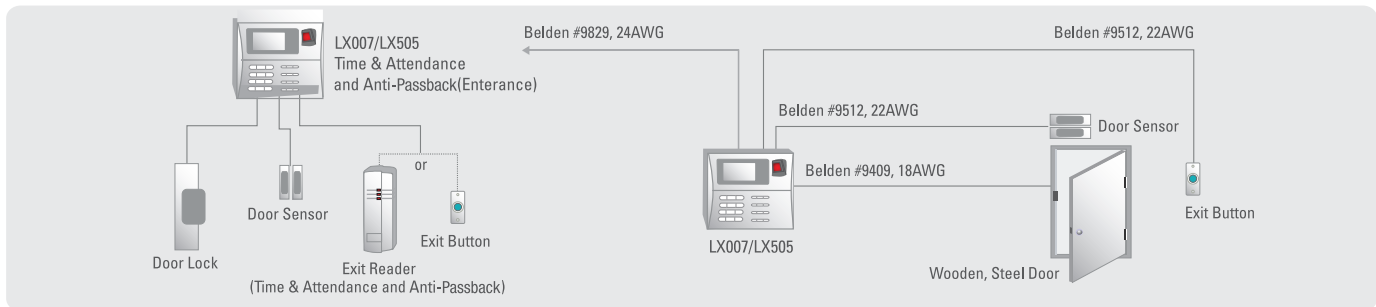 LX007/LX505
Time & Attendance
and Anti-Passback(Enterance)
or
Door Lock
Door Sensor
Exit Reader
(Time & Attendance and Anti-Passback)
Exit Button
Belden #9829, 24AWG
Belden #9512, 22AWG
Belden #9512, 22AWG
Door Sensor
Belden #9409, 18AWG
LX007/LX505
Wooden, Steel Door
Exit Button